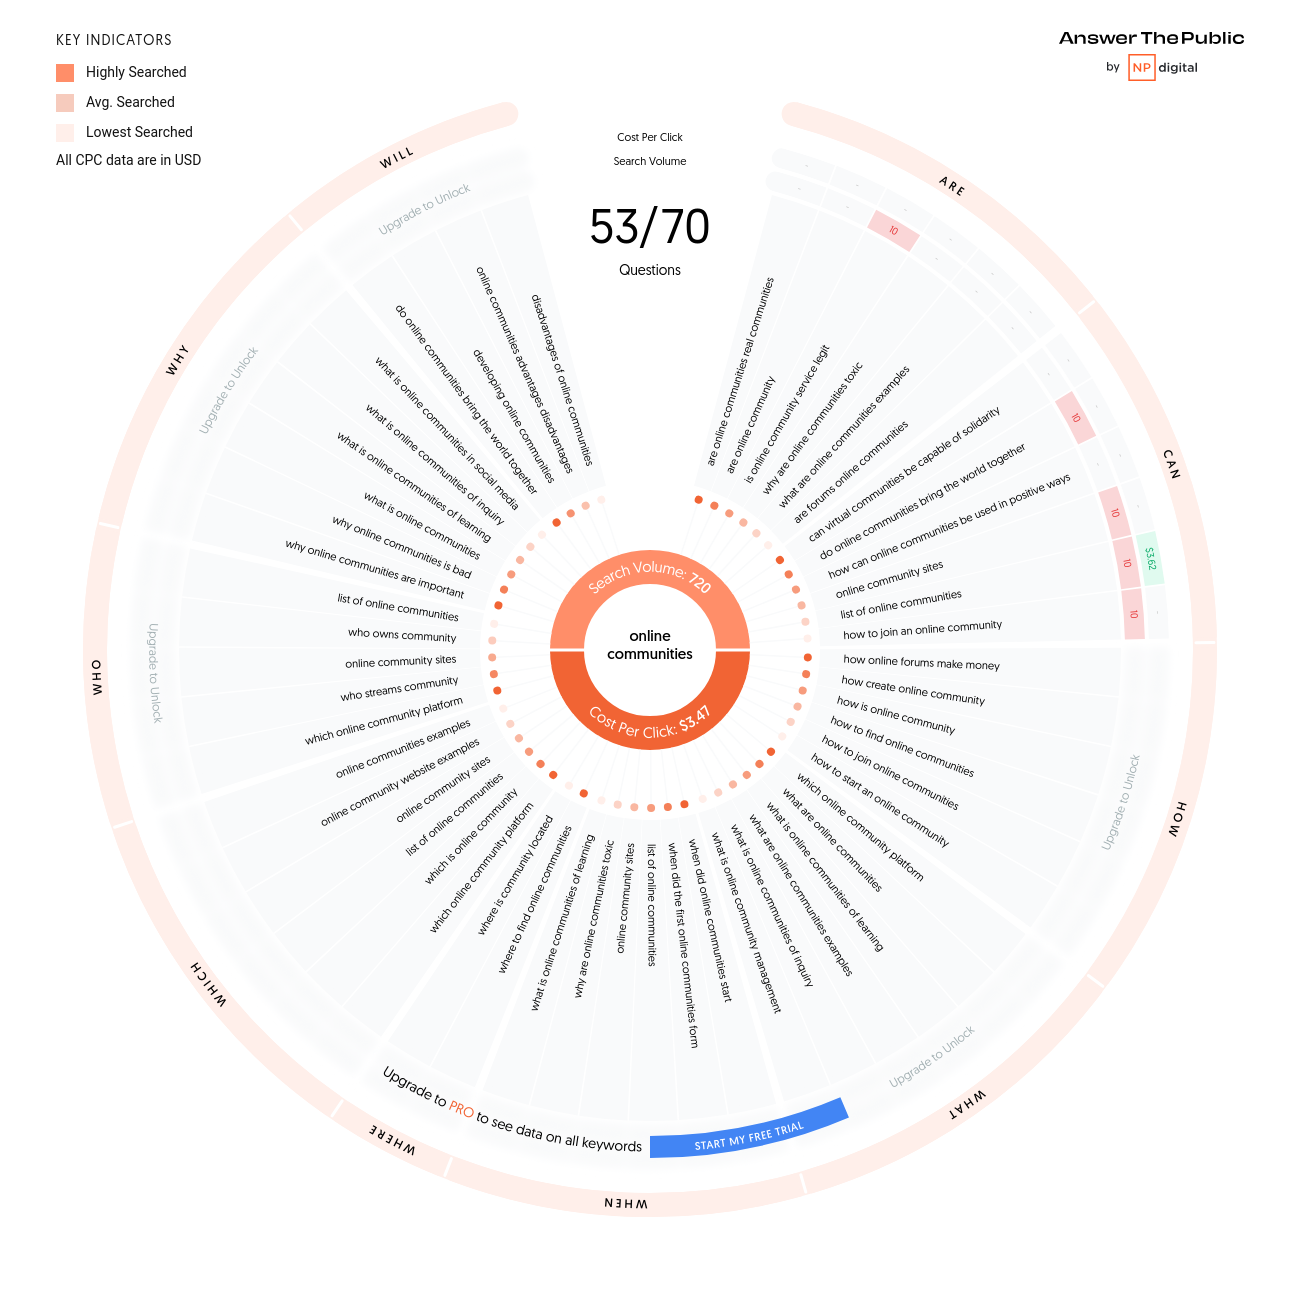 KEY INDICATORS
Highly Searched
Avg. Searched
Lowest Searched
All CPC data are in USD
Answer The Public
by NP digital
Cost Per Click
Search Volume
53/70
Questions
Search Volume: 720
online
communities
Cost Per Click: $3.47
ARE
are online communities real communities
are online community
is online community service legit
10
why are online communities toxic
what are online communities examples
are forums online communities
CAN
can virtual communities be capable of solidarity
do online communities bring the world together
10
how can online communities be used in positive ways
online community sites
10
list of online communities
10
$3.62
how to join an online community
10
HOW
how online forums make money
how create online community
how is online community
how to find online communities
how to join online communities
how to start an online community
Upgrade to Unlock
WHAT
which online community platform
what are online communities
what is online communities of learning
what are online communities examples
what is online communities of inquiry
what is online community management
Upgrade to Unlock
WHEN
when did online communities start
when did the first online communities form
list of online communities
online community sites
why are online communities toxic
what is online communities of learning
START MY FREE TRIAL
Upgrade to PRO to see data on all keywords
WHERE
where to find online communities
where is community located
WHICH
which online community platform
which is online community
list of online communities
online community sites
online community website examples
online communities examples
WHO
which online community platform
who streams community
online community sites
who owns community
list of online communities
Upgrade to Unlock
WHY
why online communities are important
why online communities is bad
what is online communities
what is online communities of learning
what is online communities of inquiry
what is online communities in social media
Upgrade to Unlock
WILL
do online communities bring the world together
developing online communities
online communities advantages disadvantages
disadvantages of online communities
Upgrade to Unlock